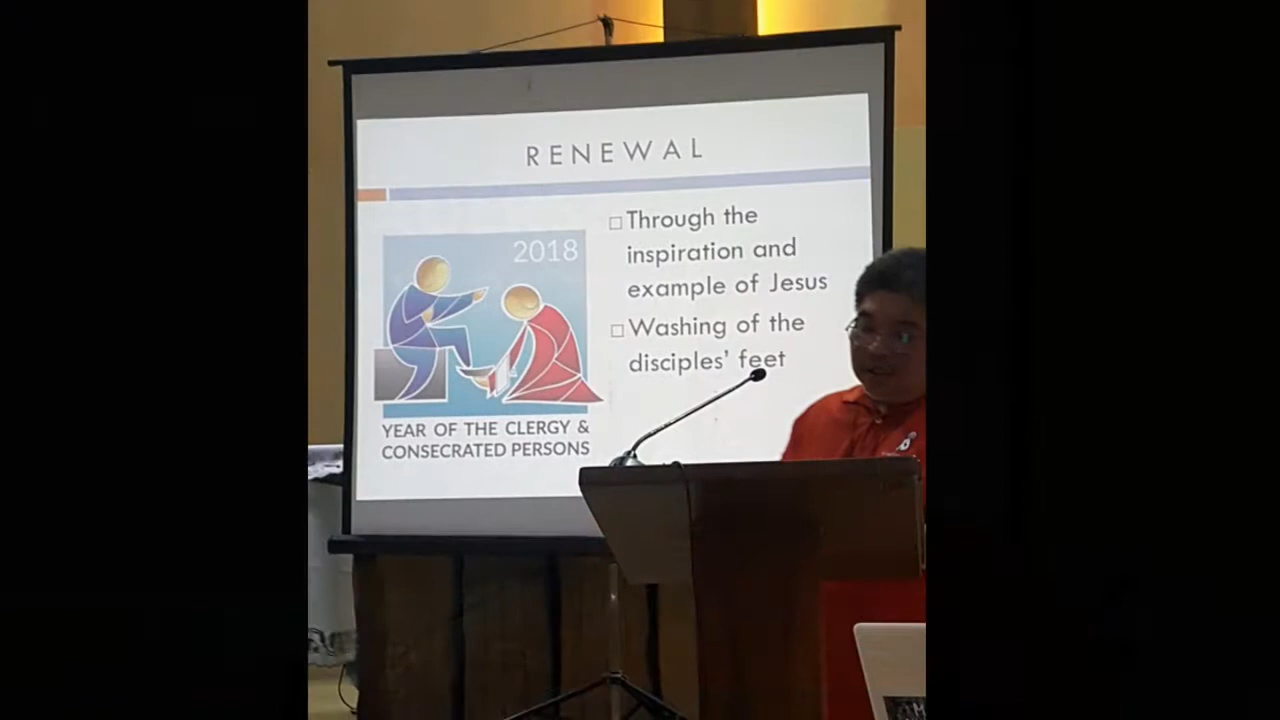 RENEWAL
2018
YEAR OF THE CLERGY &
CONSECRATED PERSONS
□ Through the
inspiration and
example of Jesus
□ Washing of the
disciples' feet